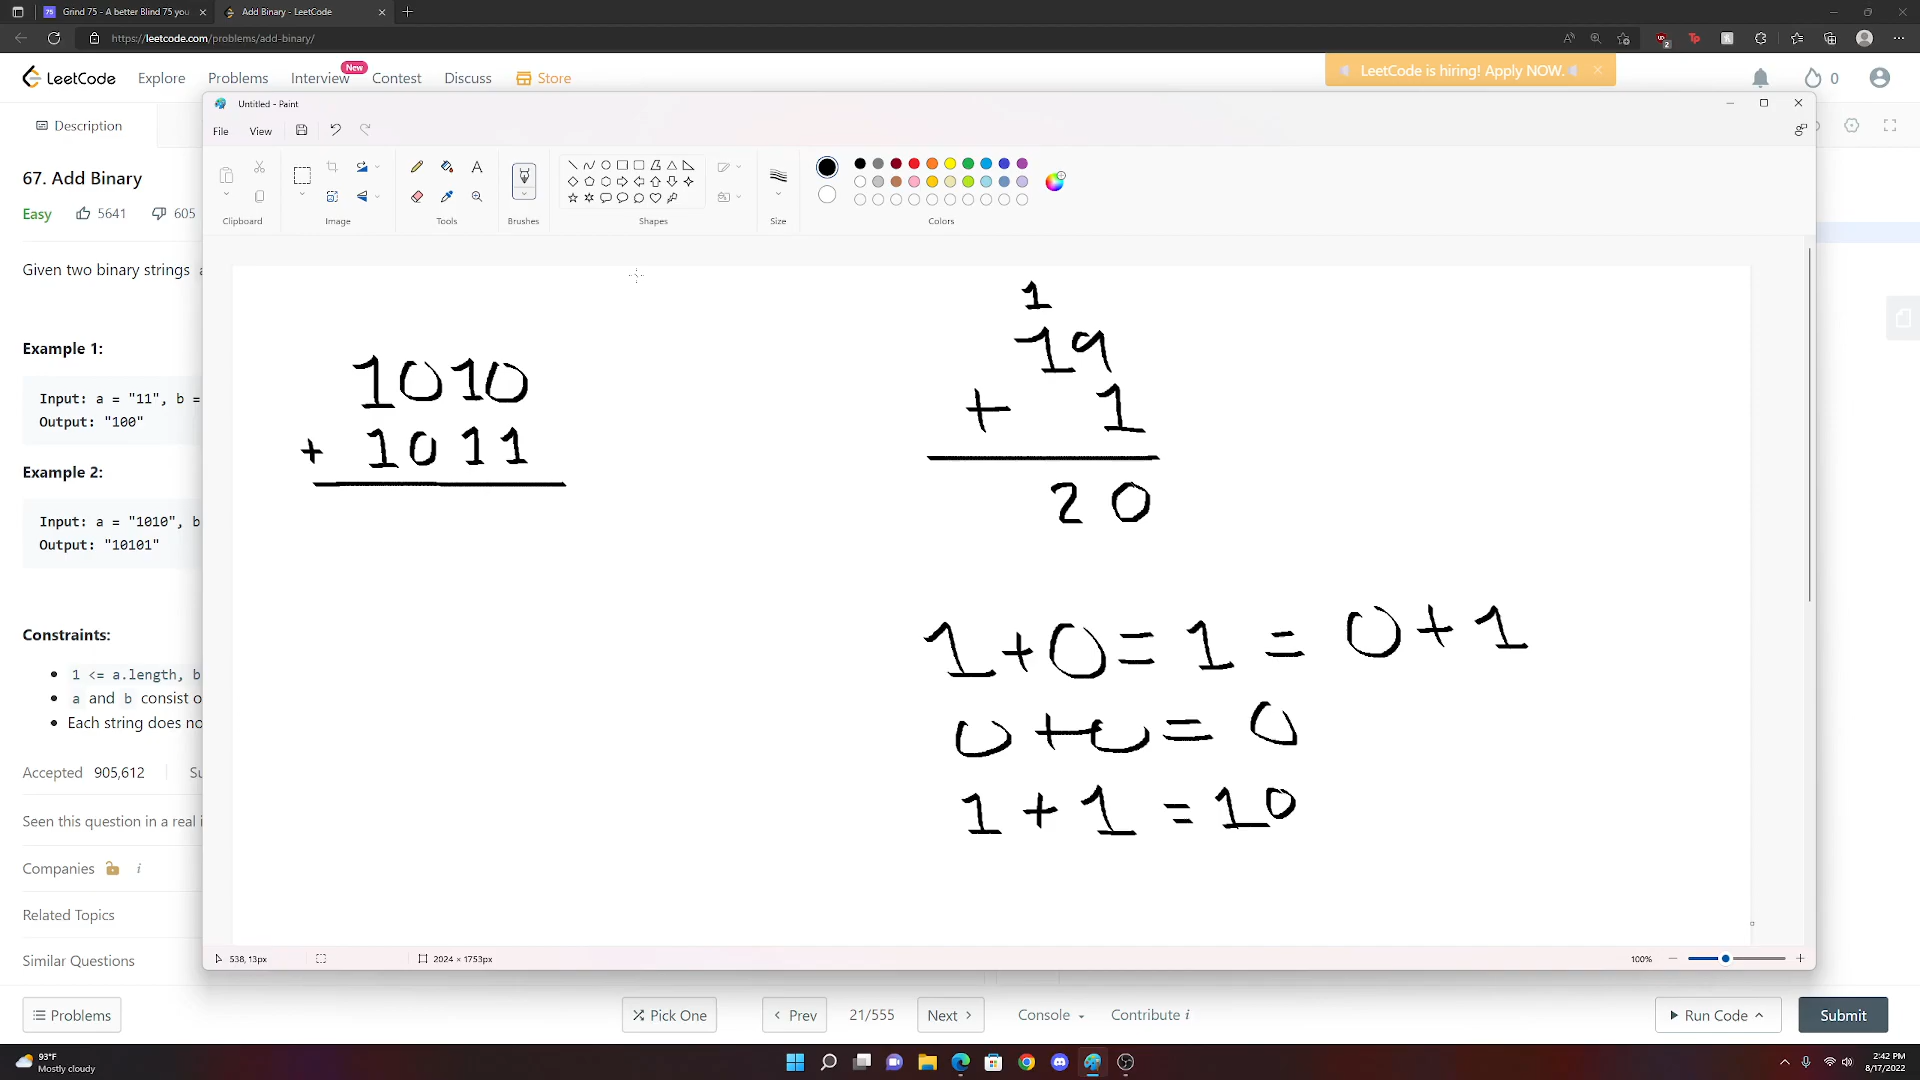 Grind 75 - A better Blind 75 you
Add Binary - LeetCode
https://leetcode.com/problems/add-binary/
LeetCode
Explore
Problems
Interview
New
Contest
Discuss
Store
LeetCode is hiring! Apply NOW.
0
Untitled - Paint
Description
File
View
Clipboard
Image
Tools
Brushes
Shapes
Size
Colors
67. Add Binary
Easy
5641
605
Given two binary strings
Example 1:
Input: a = "11", b =
Output: "100"
Example 2:
Input: a = "1010", b
Output: "10101"
Constraints:
1 <= a.length, b
a and b consist
Each string does no
Accepted 905,612
Seen this question in a real
Companies
Related Topics
Similar Questions
1010
+ 1011
1
19
+ 1
20
1+0=1=0+1
0+0=0
1+1=10
538, 13px
2024 × 1753px
100%
Problems
Pick One
Prev
21/555
Next
Console
Contribute i
Run Code
Submit
93°F
Mostly cloudy
2:42 PM
8/17/2022